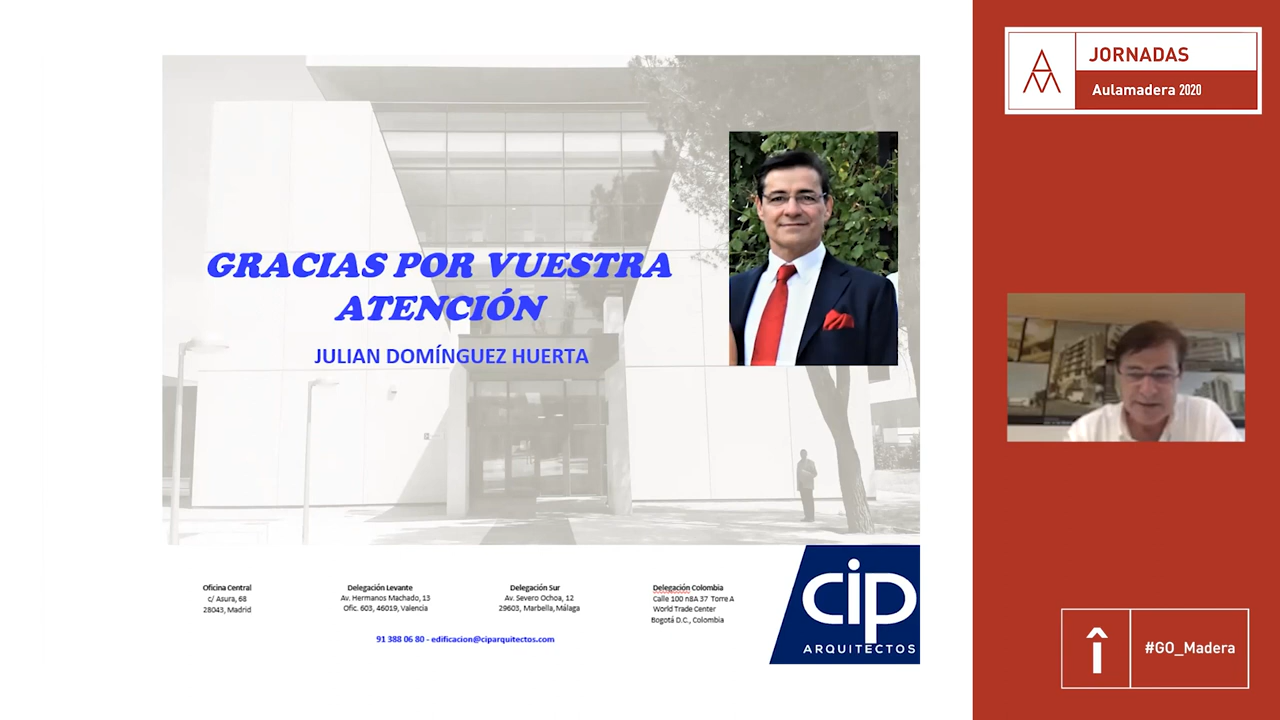 GRACIAS POR VUESTRA
ATENCIÓN
JULIAN DOMÍNGUEZ HUERTA
Oficina Central
c/ Asura, 68
28043, Madrid
Delegación Levante
Av. Hermanos Machado, 13
Ofic. 603, 46019, Valencia
Delegación Sur
Av. Severo Ochoa, 12
29603, Marbella, Málaga
Delegación Colombia
Calle 100 n8A 37 Torre A
World Trade Center
Bogotá D.C., Colombia
91 388 06 80 - edificacion@ciparquitectos.com
cip
ARQUITECTOS
JORNADAS
Aulamadera 2020
#GO_Madera